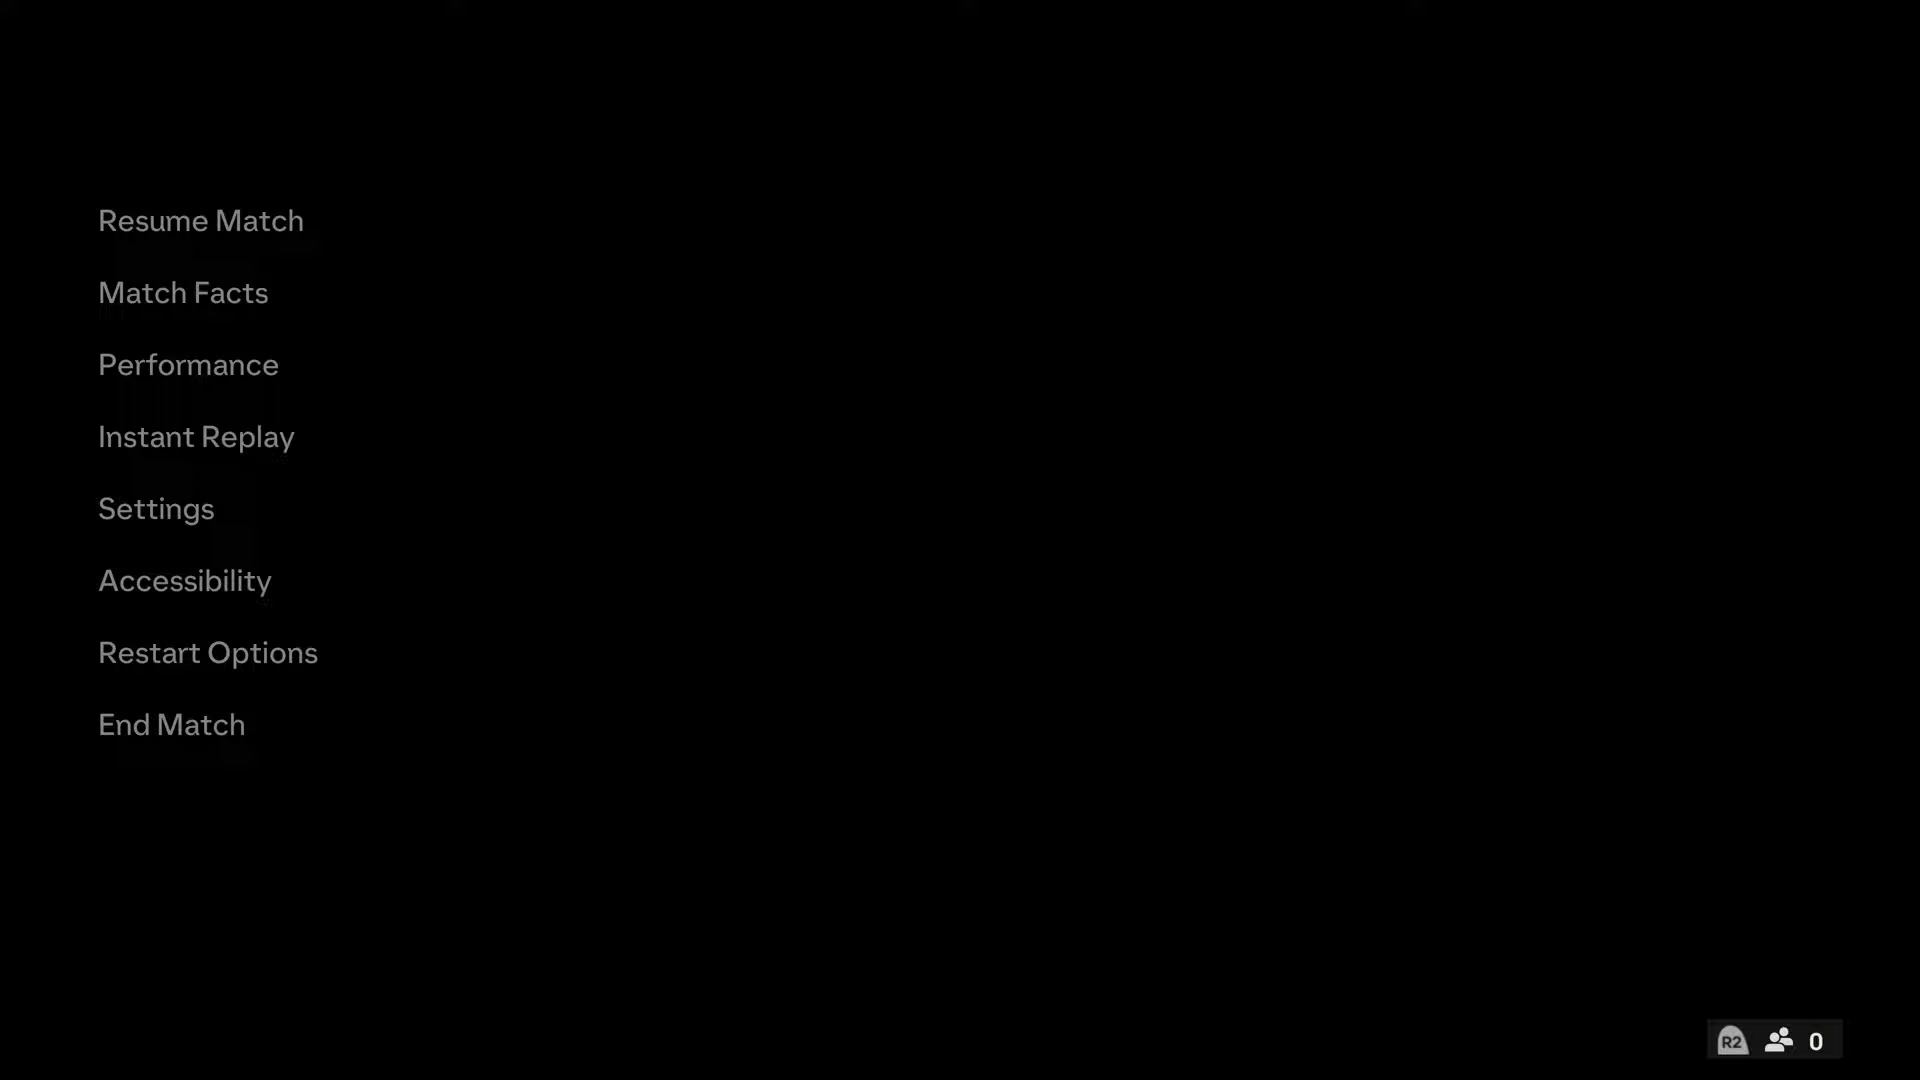 Resume Match
Match Facts
Performance
Instant Replay
Settings
Accessibility
Restart Options
End Match
R2 0